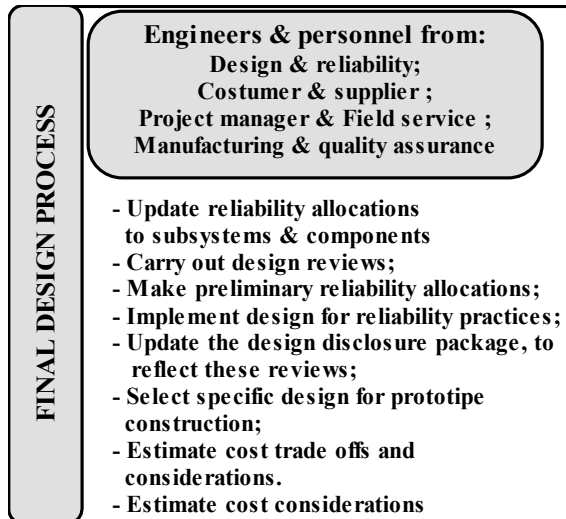 FINAL DESIGN PROCESS
Engineers & personnel from:
Design & reliability;
Costumer & supplier ;
Project manager & Field service ;
Manufacturing & quality assurance
- Update reliability allocations
to subsystems & components
- Carry out design reviews;
- Make preliminary reliability allocations;
- Implement design for reliability practices;
- Update the design disclosure package, to
reflect these reviews;
- Select specific design for prototipe
construction;
- Estimate cost trade offs and
considerations.
- Estimate cost considerations